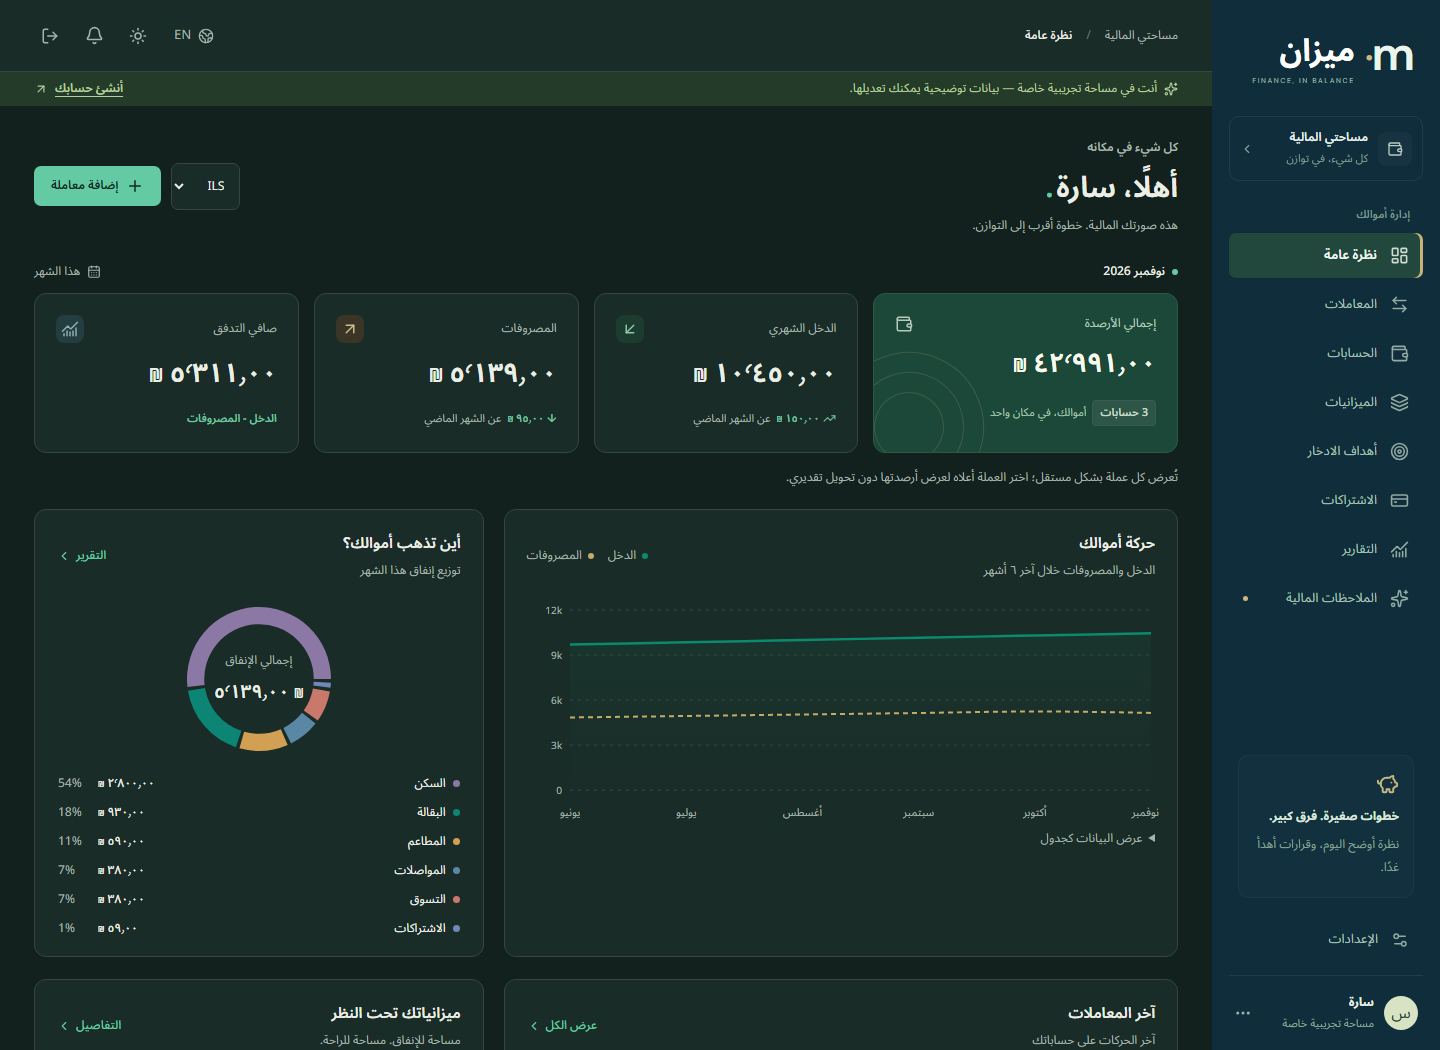 m. ميزان
FINANCE, IN BALANCE
مساحتي المالية
كل شيء، في توازن
إدارة أموالك
نظرة عامة
المعاملات
الحسابات
الميزانيات
أهداف الادخار
الاشتراكات
التقارير
الملاحظات المالية
خطوات صغيرة. فرق كبير.
نظرة أوضح اليوم، وقرارات أهدأ
غدًا.
الإعدادات
س
سارة
مساحة تجريبية خاصة
مساحتي المالية / نظرة عامة
EN
أنت في مساحة تجريبية خاصة — بيانات توضيحية يمكنك تعديلها.
أنشئ حسابك
كل شيء في مكانه
أهلًا، سارة.
هذه صورتك المالية. خطوة أقرب إلى التوازن.
ILS
إضافة معاملة
نوفمبر 2026
هذا الشهر
إجمالي الأرصدة
٤٢٬٩٩١٫٠٠ ₪
3 حسابات
أموالك، في مكان واحد
الدخل الشهري
١٠٬٤٥٠٫٠٠ ₪
١٥٠٫٠٠ ₪ عن الشهر الماضي
المصروفات
٥٬١٣٩٫٠٠ ₪
٩٥٫٠٠ ₪ عن الشهر الماضي
صافي التدفق
٥٬٣١١٫٠٠ ₪
الدخل - المصروفات
تُعرض كل عملة بشكل مستقل؛ اختر العملة أعلاه لعرض أرصدتها دون تحويل تقديري.
حركة أموالك
الدخل والمصروفات خلال آخر ٦ أشهر
الدخل
المصروفات
12k
9k
6k
3k
0
يونيو
يوليو
أغسطس
سبتمبر
أكتوبر
نوفمبر
عرض البيانات كجدول
أين تذهب أموالك؟
توزيع إنفاق هذا الشهر
التقرير
إجمالي الإنفاق
٥٬١٣٩٫٠٠ ₪
السكن ٢٬٨٠٠٫٠٠ ₪ 54%
البقالة ٩٣٠٫٠٠ ₪ 18%
المطاعم ٥٩٠٫٠٠ ₪ 11%
المواصلات ٣٨٠٫٠٠ ₪ 7%
التسوق ٣٨٠٫٠٠ ₪ 7%
الاشتراكات ٥٩٫٠٠ ₪ 1%
آخر المعاملات
آخر الحركات على حساباتك
عرض الكل
ميزانياتك تحت النظر
مساحة للإنفاق. مساحة للراحة.
التفاصيل